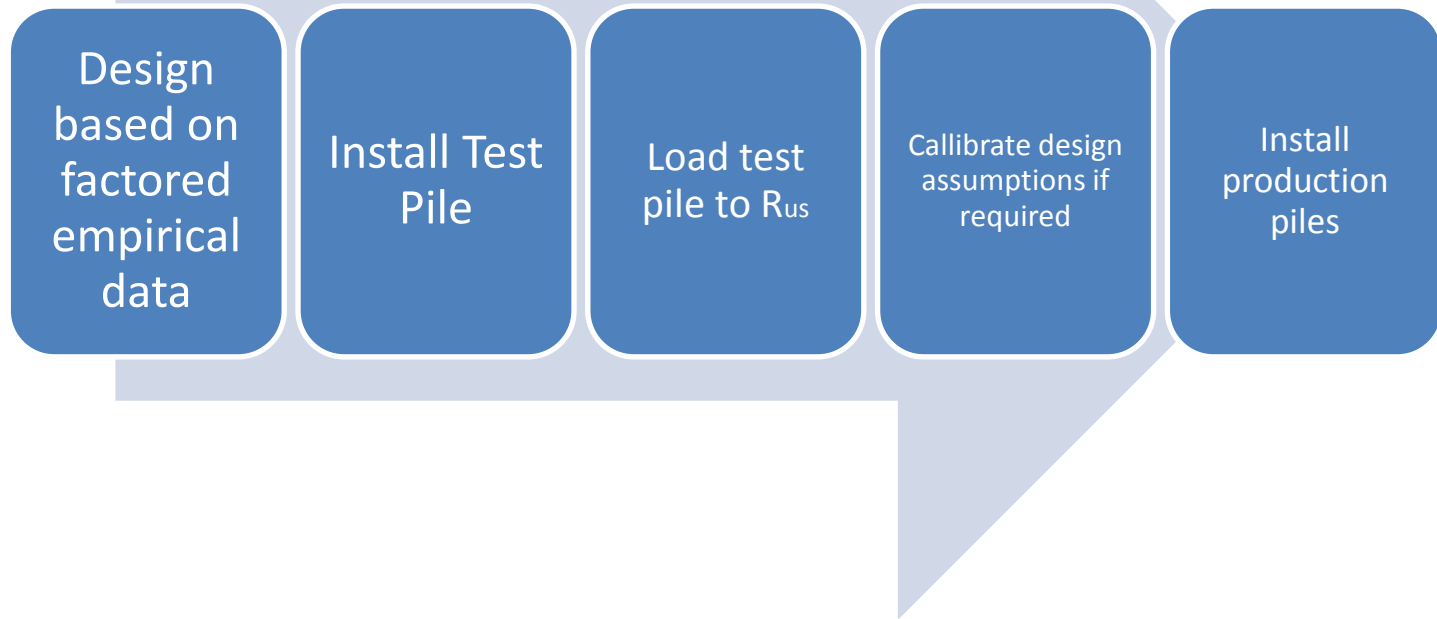 Design
based on
factored
empirical
data
Install Test
Pile
Load test
pile to Rus
Callibrate design
assumptions if
required
Install
production
piles